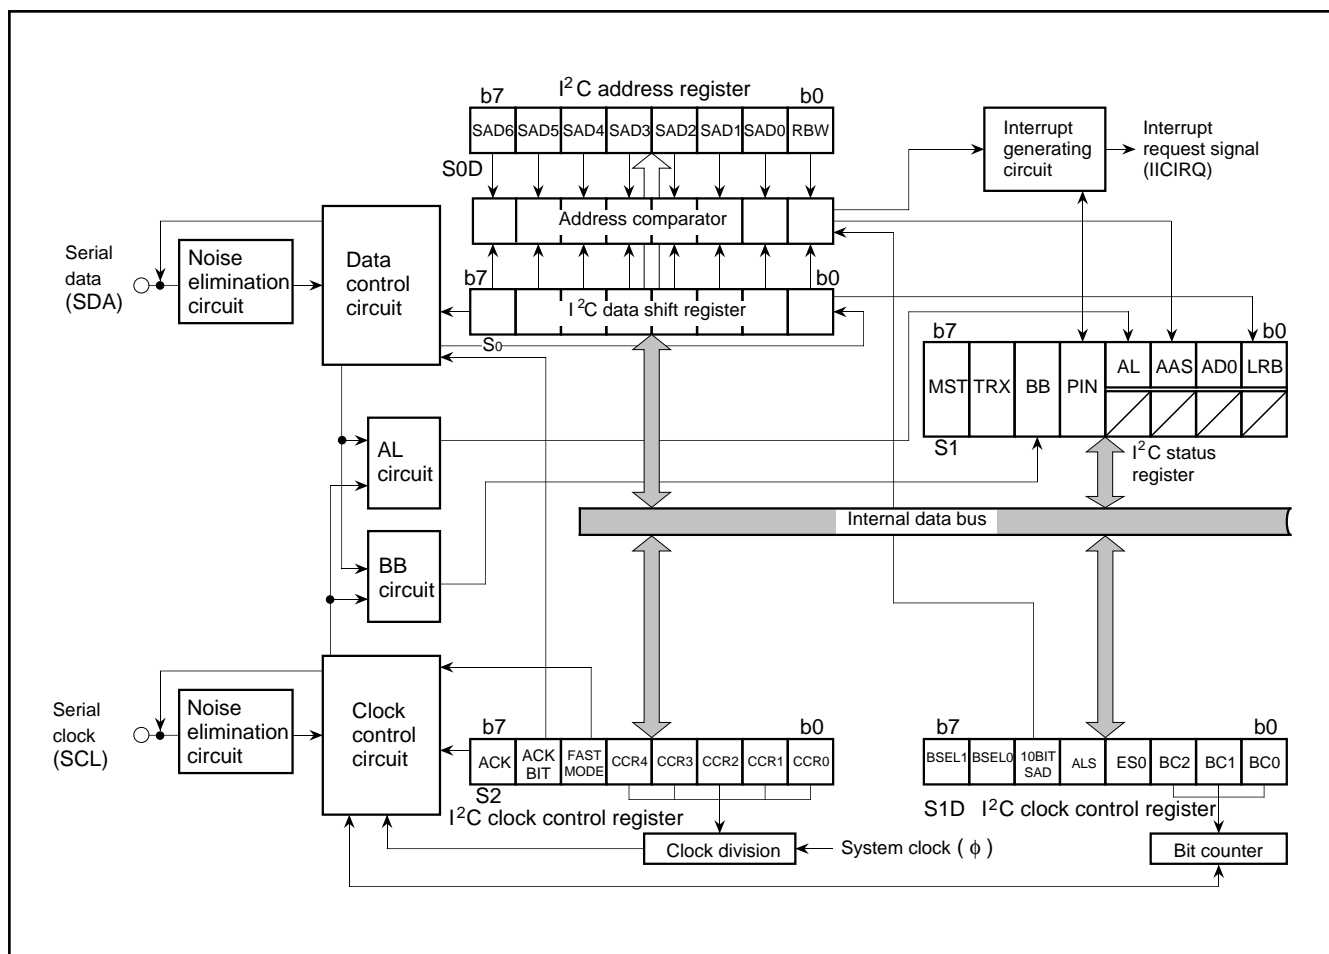 I²C address register
b7
b0
SAD6 SAD5 SAD4 SAD3 SAD2 SAD1 SAD0 RBW
S0D
Interrupt
generating
circuit
Interrupt
request signal
(IICIRQ)
Address comparator
Serial
data
(SDA)
Noise
elimination
circuit
Data
control
circuit
b7
b0
I²C data shift register
S0
b7
b0
MST TRX BB PIN AL AAS AD0 LRB
S1
I²C status
register
AL
circuit
Internal data bus
BB
circuit
Serial
clock
(SCL)
Noise
elimination
circuit
Clock
control
circuit
b7
b0
ACK ACK BIT FAST MODE CCR4 CCR3 CCR2 CCR1 CCR0
S2
I²C clock control register
Clock division
System clock ( ϕ )
b7
b0
BSEL1 BSEL0 10BIT SAD ALS ES0 BC2 BC1 BC0
S1D I²C clock control register
Bit counter